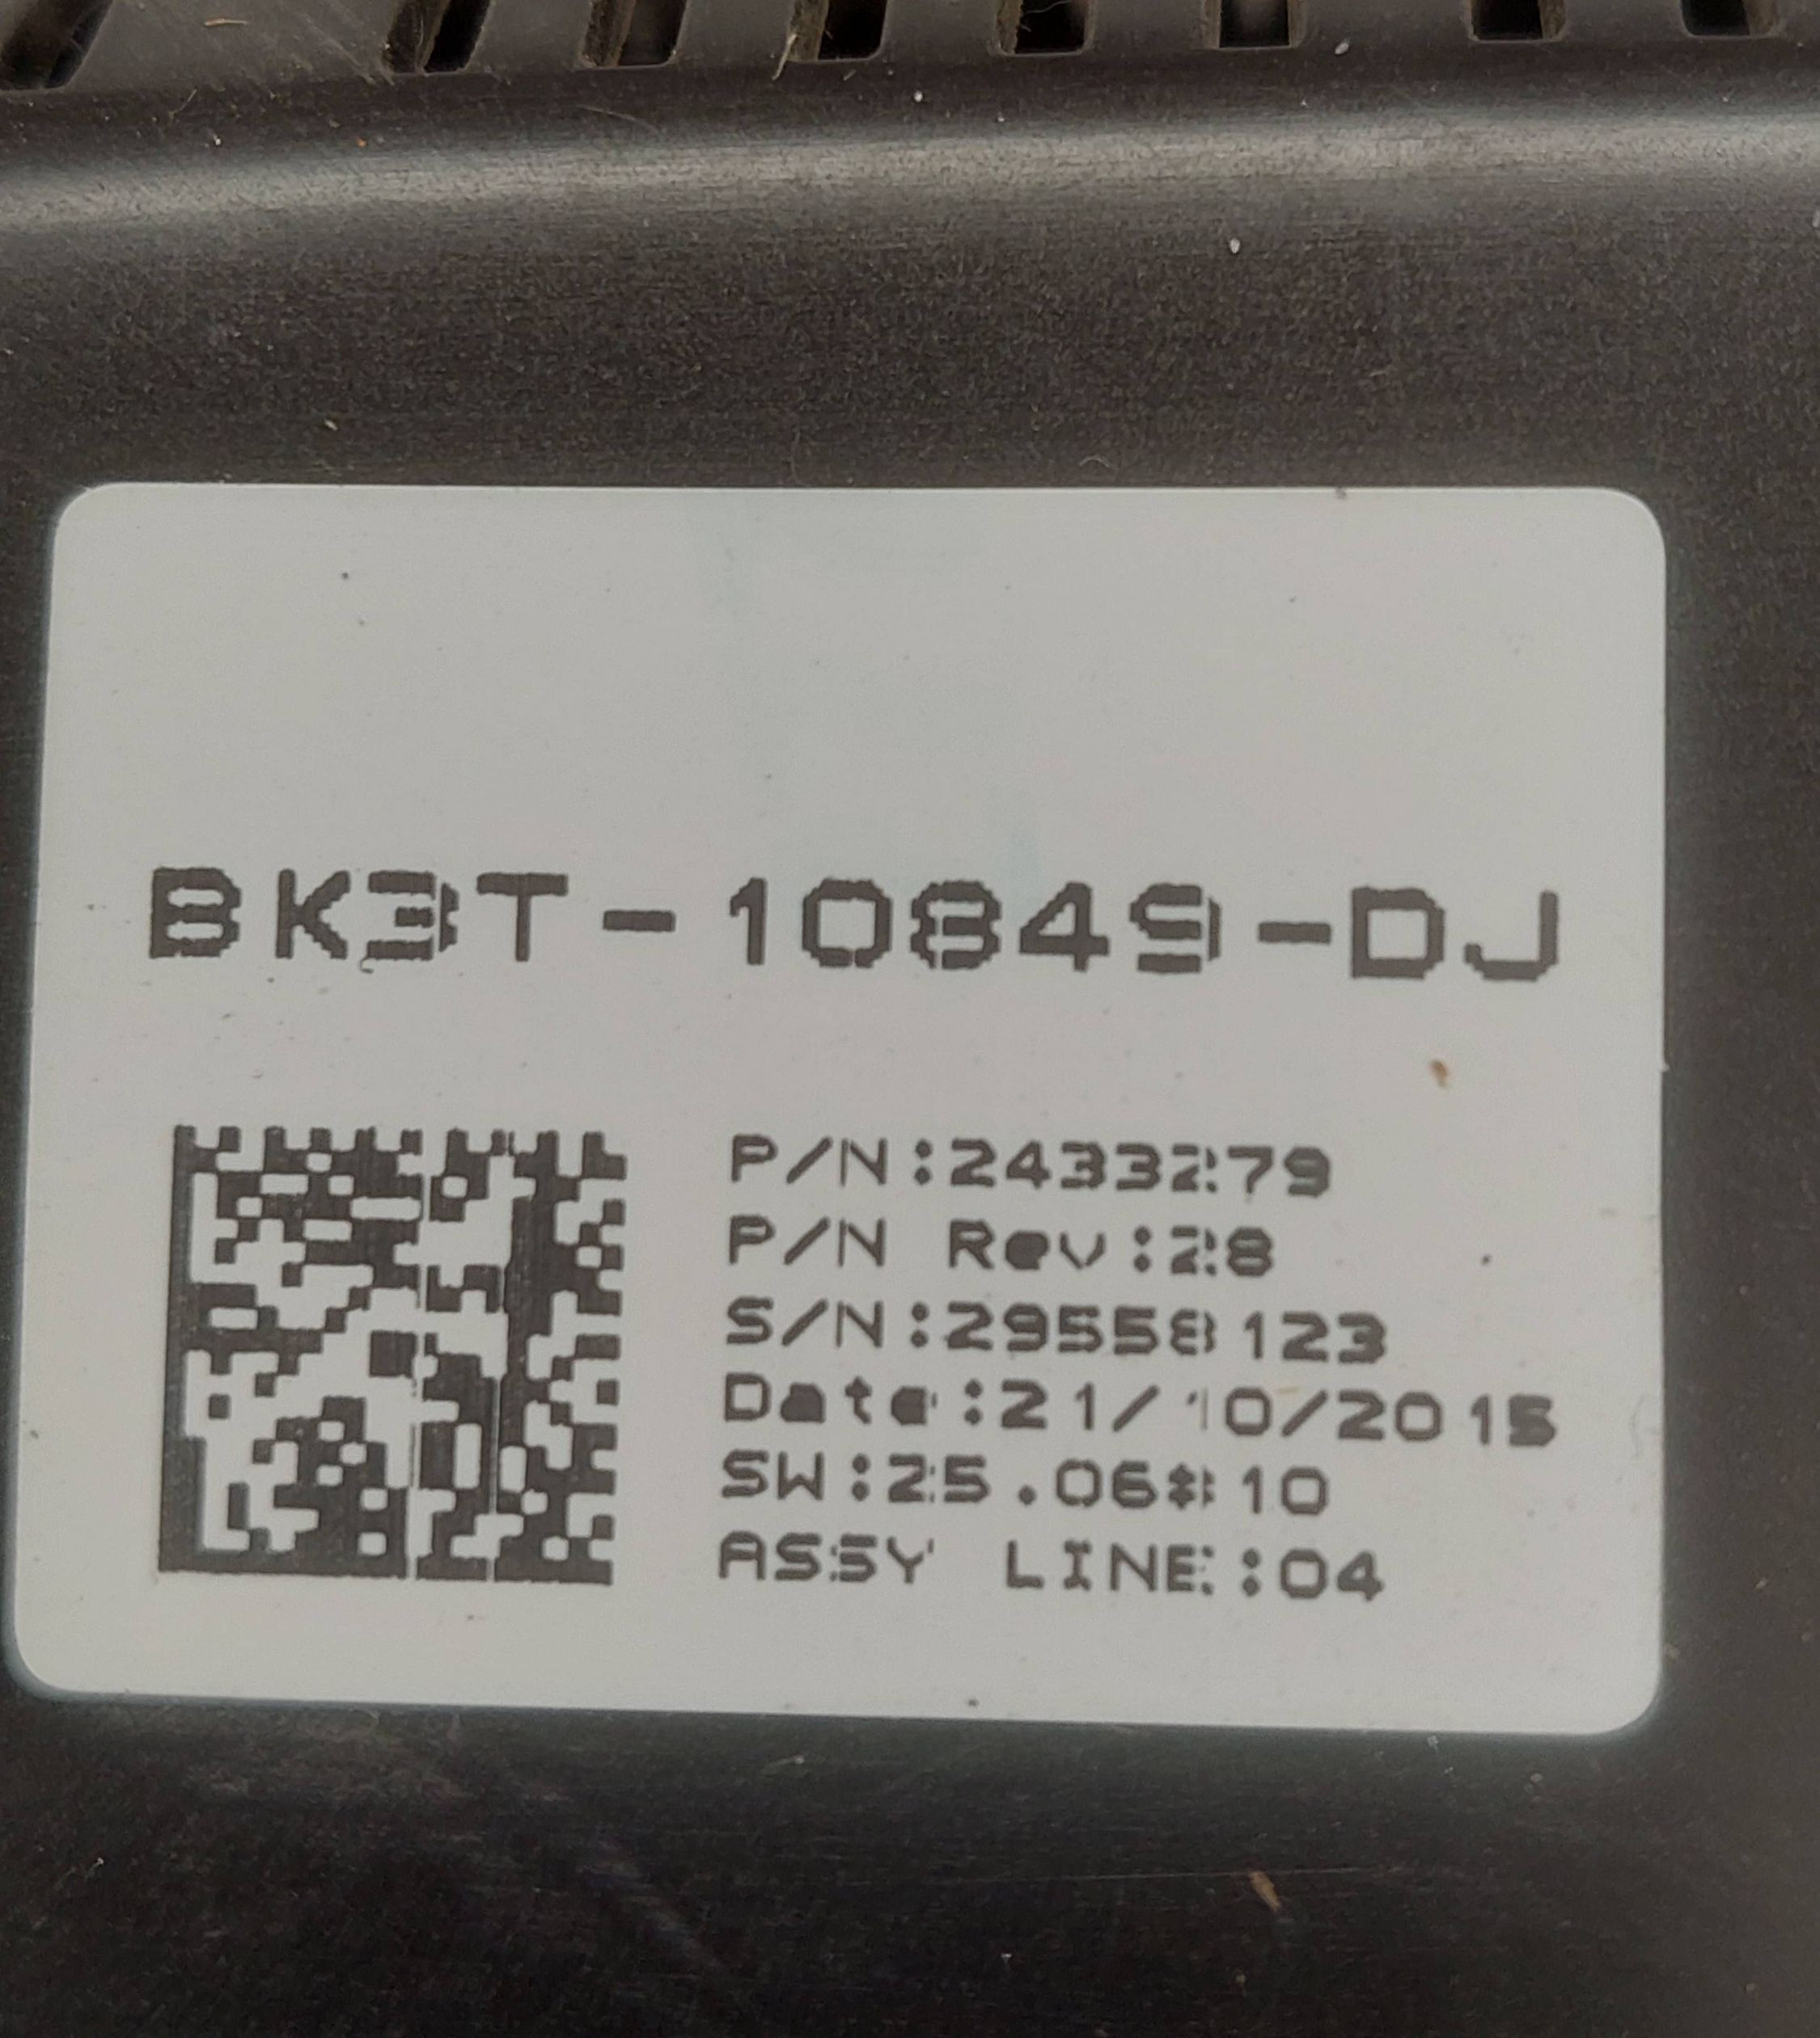 BK3T-10849-DJ
P/N:2433279
P/N Rev:28
S/N:29558123
Date:21/10/2015
SW:25.06*10
ASSY LINE:04